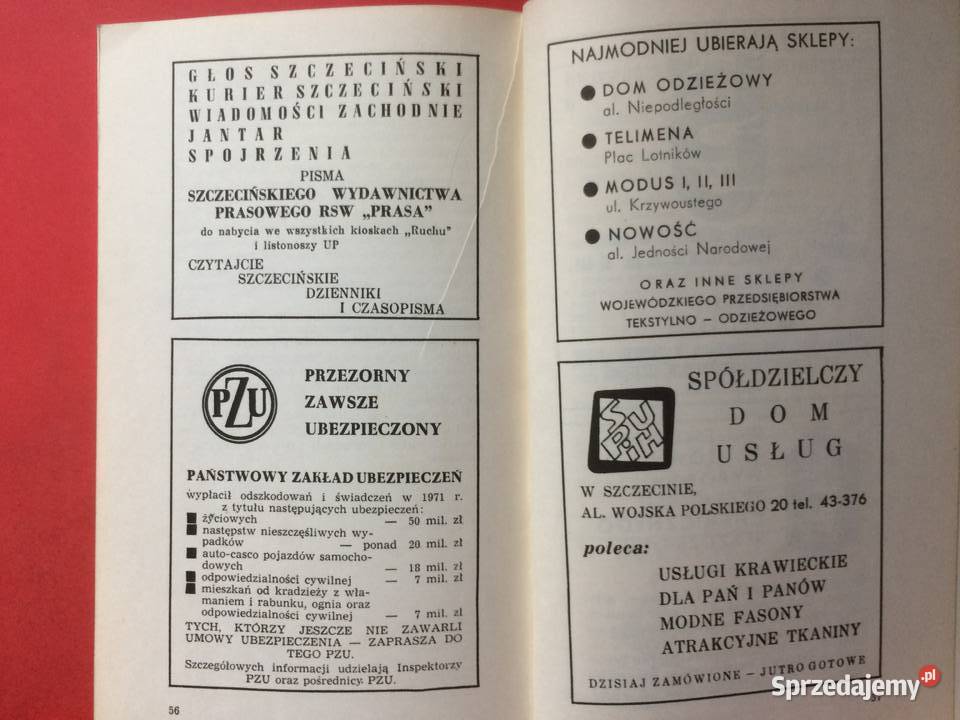 GŁOS SZCZECIŃSKI
KURIER SZCZECIŃSKI
WIADOMOŚCI ZACHODNIE
JANTAR
SPOJRZENIA
PISMA
SZCZECIŃSKIEGO WYDAWNICTWA
PRASOWEGO RSW „PRASA"
do nabycia we wszystkich kioskach „Ruchu"
i listonoszy UP
CZYTAJCIE
SZCZECIŃSKIE
DZIENNIKI
I CZASOPISMA
PZU
PRZEZORNY
ZAWSZE
UBEZPIECZONY
PAŃSTWOWY ZAKŁAD UBEZPIECZEŃ
wypłacił odszkodowań i świadczeń w 1971 r.
z tytułu następujących ubezpieczeń:
życiowych — 50 mil. zł
następstw nieszczęśliwych wy-
padków — ponad 20 mil. zł
auto-casco pojazdów samocho-
dowych — 18 mil. zł
odpowiedzialności cywilnej — 7 mil. zł
mieszkań od kradzieży z wła-
maniem i rabunku, ognia oraz
odpowiedzialności cywilnej — 7 mil. zł
TYCH, KTÓRZY JESZCZE NIE ZAWARLI
UMOWY UBEZPIECZENIA — ZAPRASZA DO
TEGO PZU.
Szczegółowych informacji udzielają Inspektorzy
PZU oraz pośrednicy PZU.
56
NAJMODNIEJ UBIERAJĄ SKLEPY:
● DOM ODZIEŻOWY
al. Niepodległości
● TELIMENA
Plac Lotników
● MODUS I, II, III
ul. Krzywoustego
● NOWOŚĆ
al. Jedności Narodowej
ORAZ INNE SKLEPY
WOJEWÓDZKIEGO PRZEDSIĘBIORSTWA
TEKSTYLNO — ODZIEŻOWEGO
SPÓŁDZIELCZY
DOM
USŁUG
W SZCZECINIE,
AL. WOJSKA POLSKIEGO 20 tel. 43-376
poleca:
USŁUGI KRAWIECKIE
DLA PAŃ I PANÓW
MODNE FASONY
ATRAKCYJNE TKANINY
DZISIAJ ZAMÓWIONE — JUTRO GOTOWE
Sprzedajemy.pl